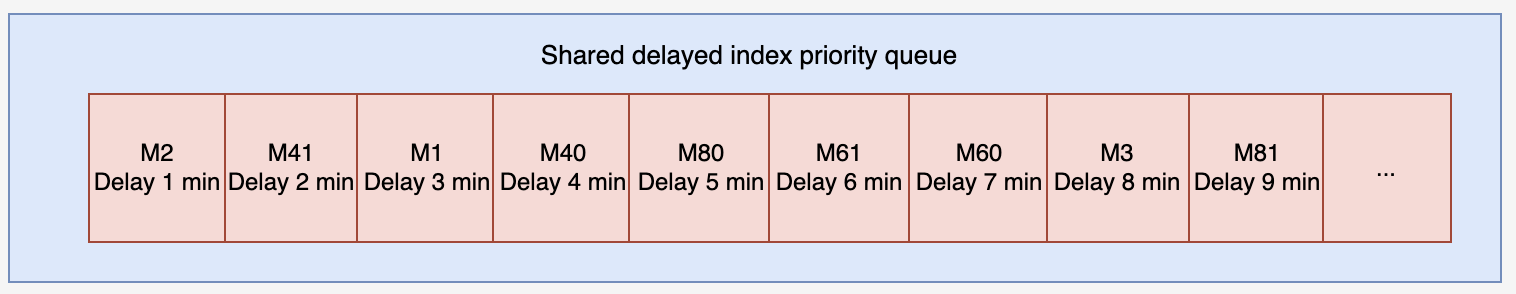 Shared delayed index priority queue
M2
Delay 1 min
M41
Delay 2 min
M1
Delay 3 min
M40
Delay 4 min
M80
Delay 5 min
M61
Delay 6 min
M60
Delay 7 min
M3
Delay 8 min
M81
Delay 9 min
...